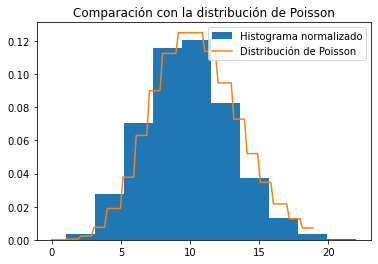 Comparación con la distribución de Poisson
Histograma normalizado
Distribución de Poisson
0.12
0.10
0.08
0.06
0.04
0.02
0.00
0 5 10 15 20